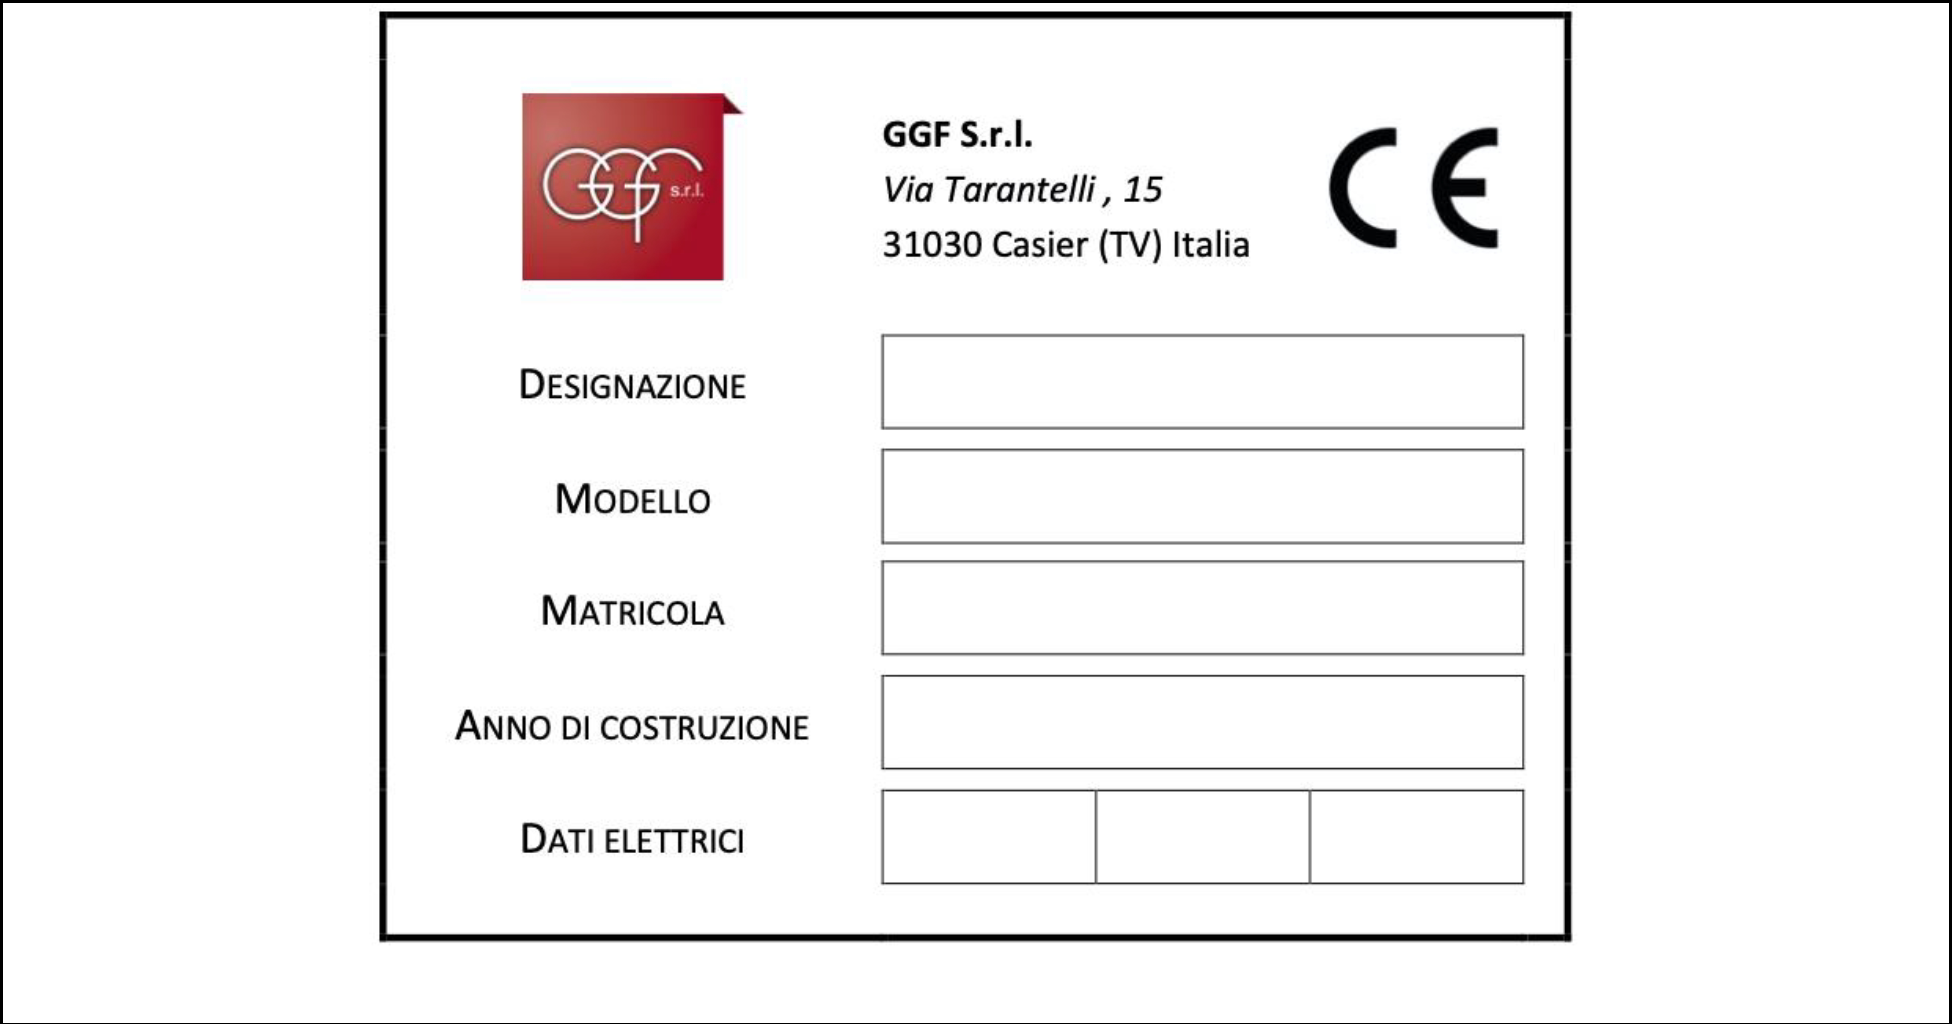 GGF s.r.l.
GGF S.r.l.
Via Tarantelli , 15
31030 Casier (TV) Italia
CE
DESIGNAZIONE
MODELLO
MATRICOLA
ANNO DI COSTRUZIONE
DATI ELETTRICI